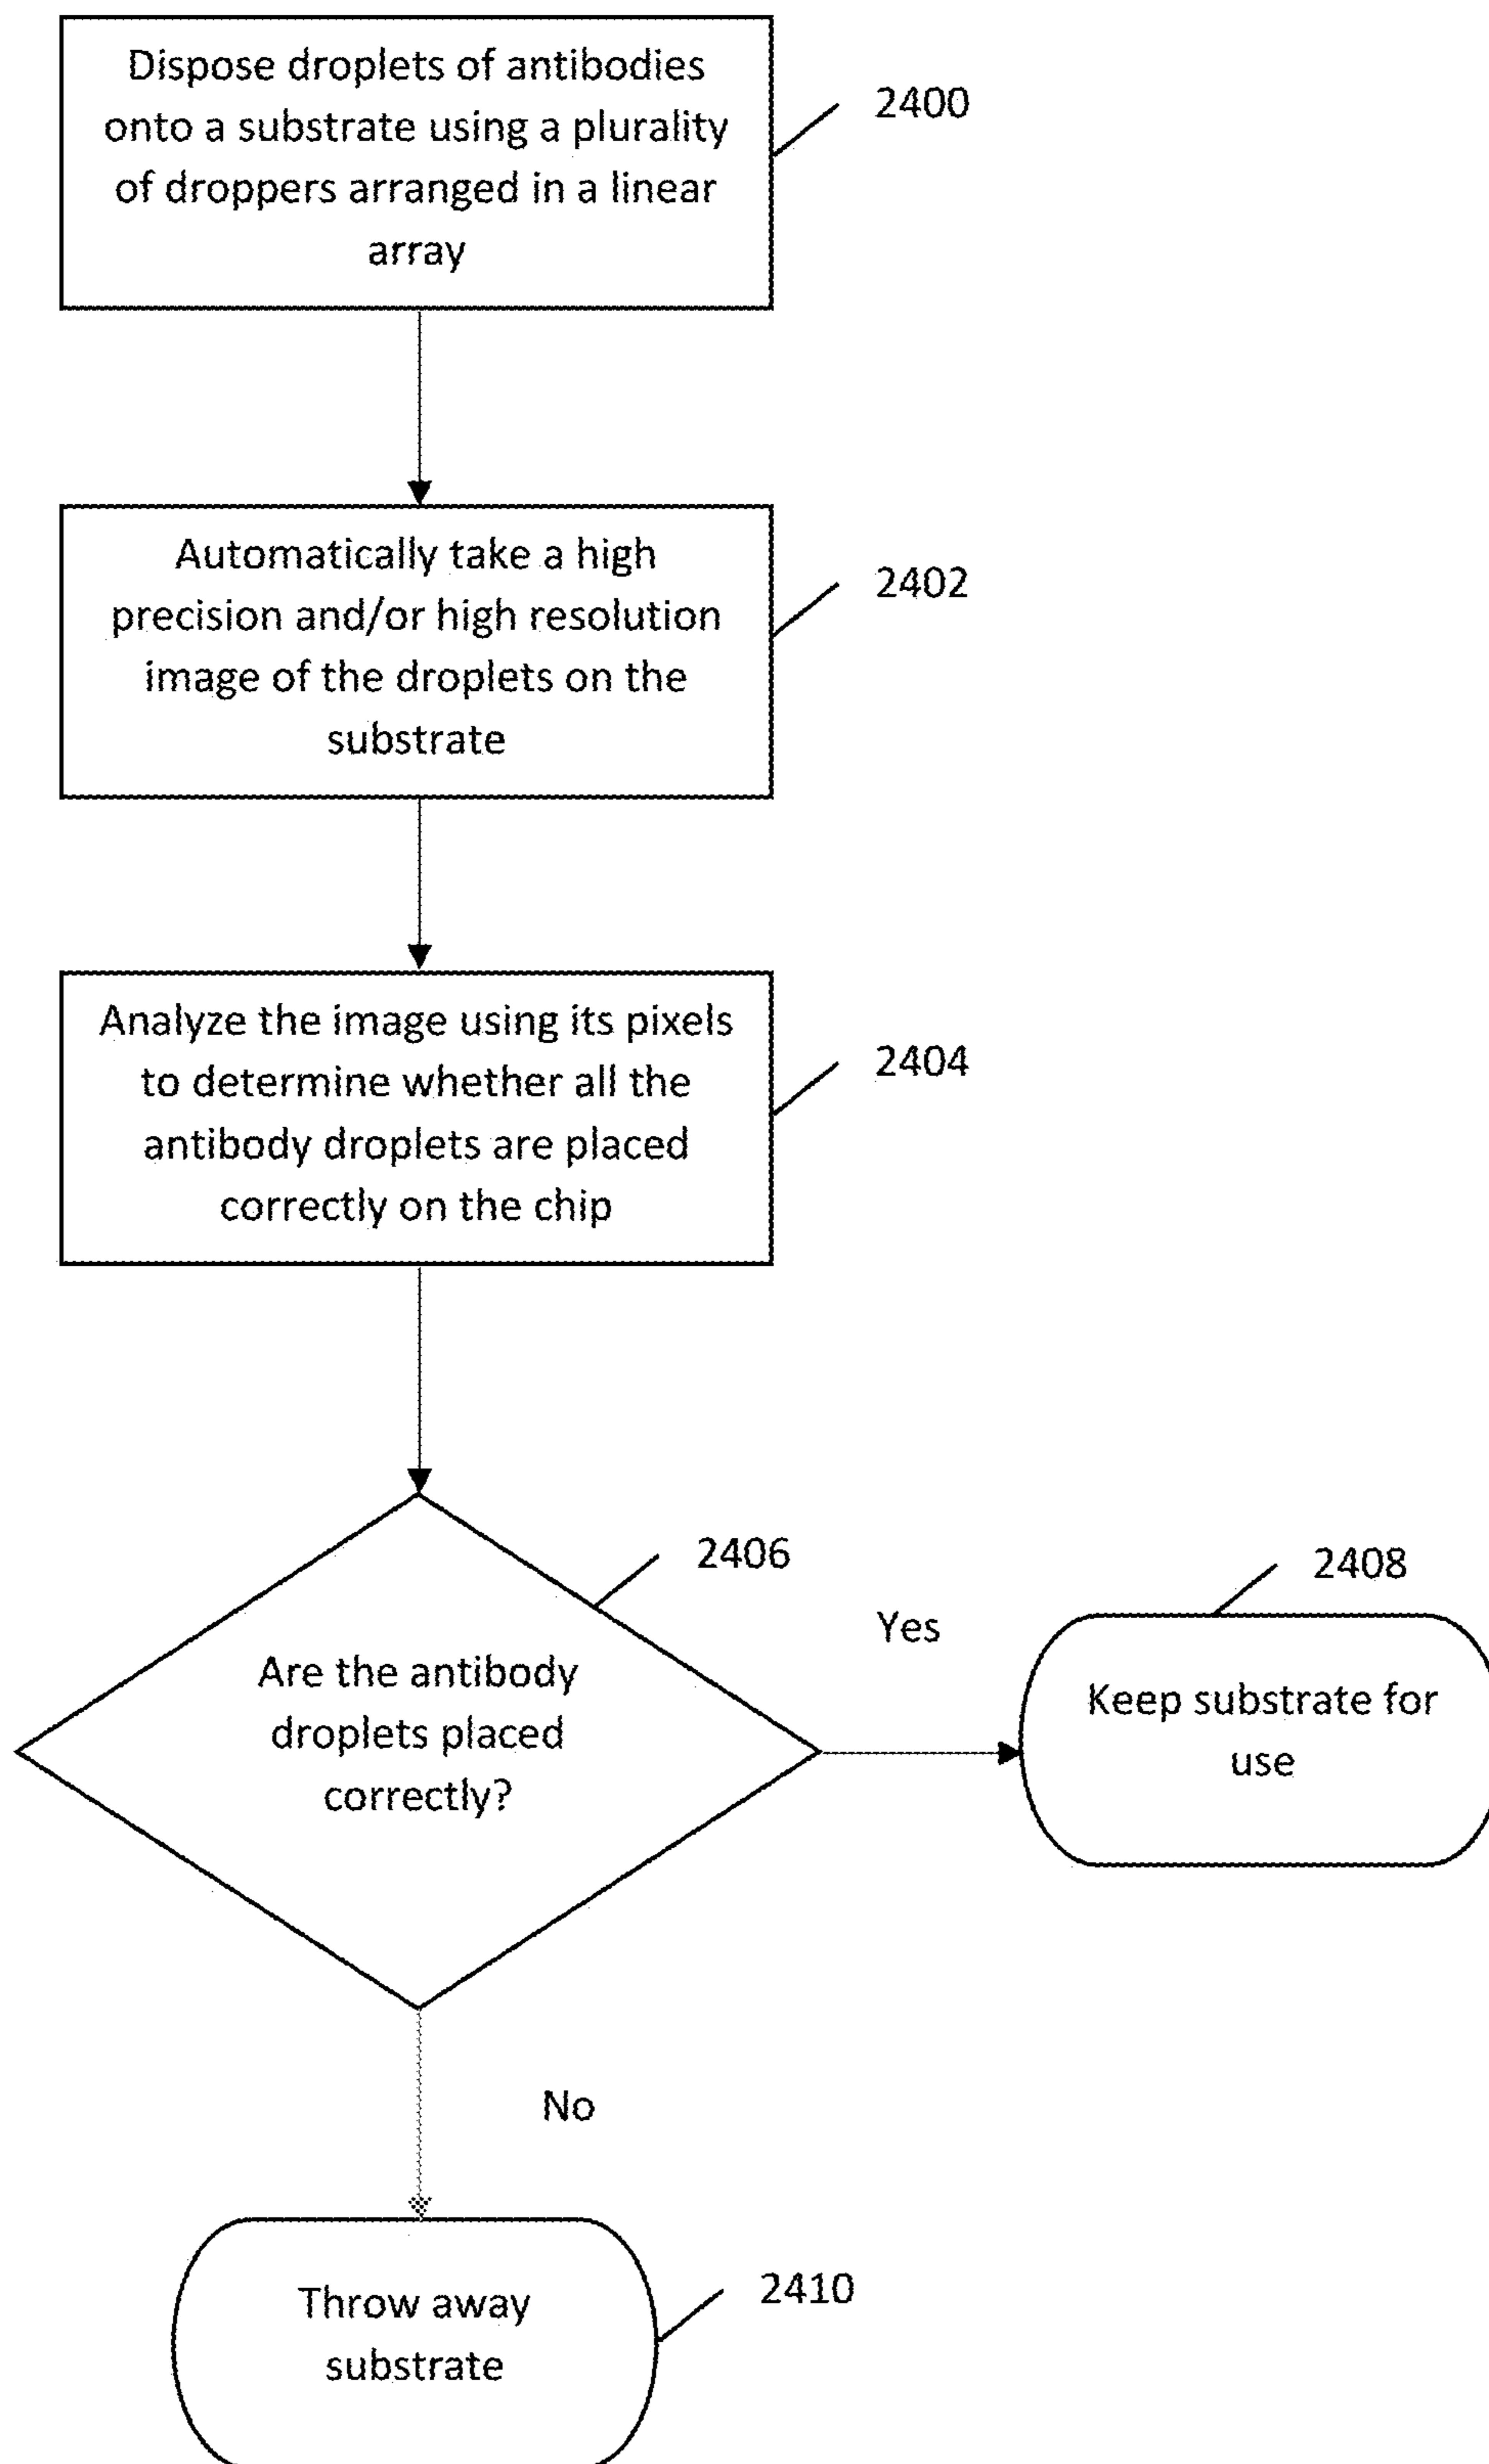 Dispose droplets of antibodies
onto a substrate using a plurality
of droppers arranged in a linear
array
2400
Automatically take a high
precision and/or high resolution
image of the droplets on the
substrate
2402
Analyze the image using its pixels
to determine whether all the
antibody droplets are placed
correctly on the chip
2404
Are the antibody
droplets placed
correctly?
2406
Yes
2408
Keep substrate for
use
No
Throw away
substrate
2410